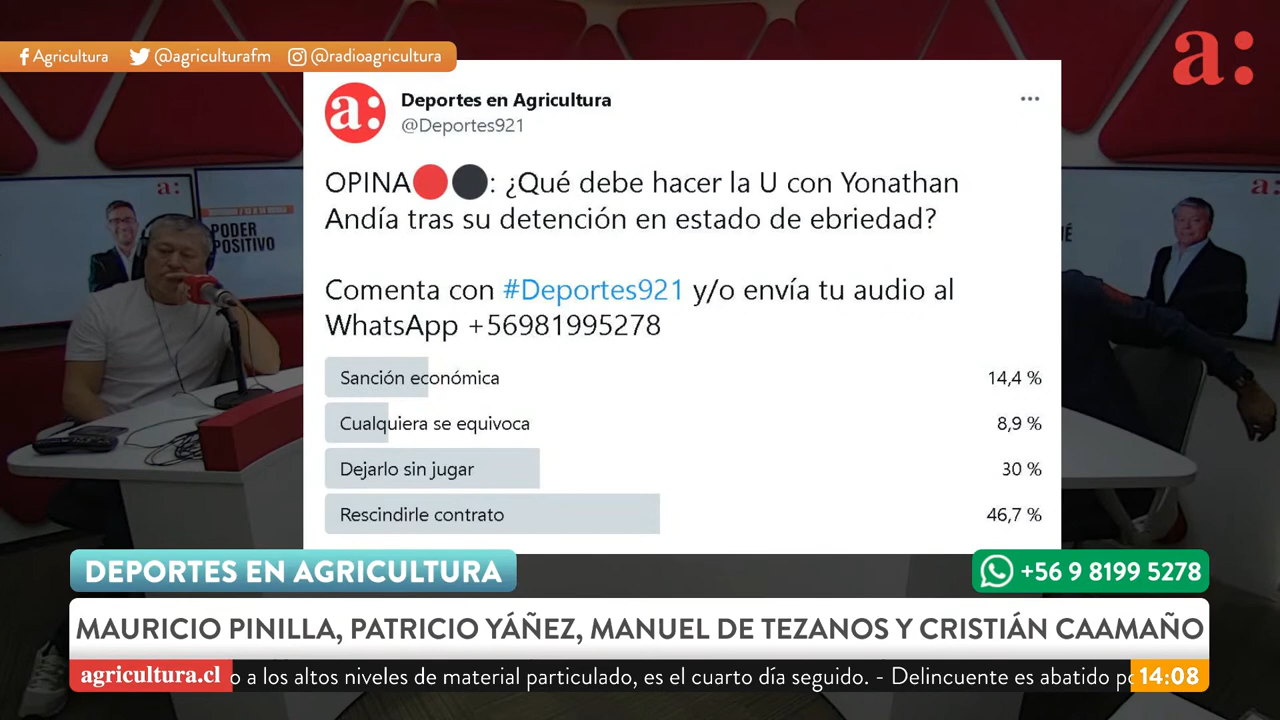 Agricultura @agriculturafm @radioagricultura
a:
Deportes en Agricultura
@Deportes921
a:
OPINA🔴⚫: ¿Qué debe hacer la U con Yonathan
Andía tras su detención en estado de ebriedad?
Comenta con #Deportes921 y/o envía tu audio al
WhatsApp +56981995278
Sanción económica 14,4 %
Cualquiera se equivoca 8,9 %
Dejarlo sin jugar 30 %
Rescindirle contrato 46,7 %
a:
PODER
POSITIVO
a:
DEPORTES EN AGRICULTURA
+56 9 8199 5278
MAURICIO PINILLA, PATRICIO YÁÑEZ, MANUEL DE TEZANOS Y CRISTIÁN CAAMAÑO
agricultura.cl o a los altos niveles de material particulado, es el cuarto día seguido. - Delincuente es abatido 14:08